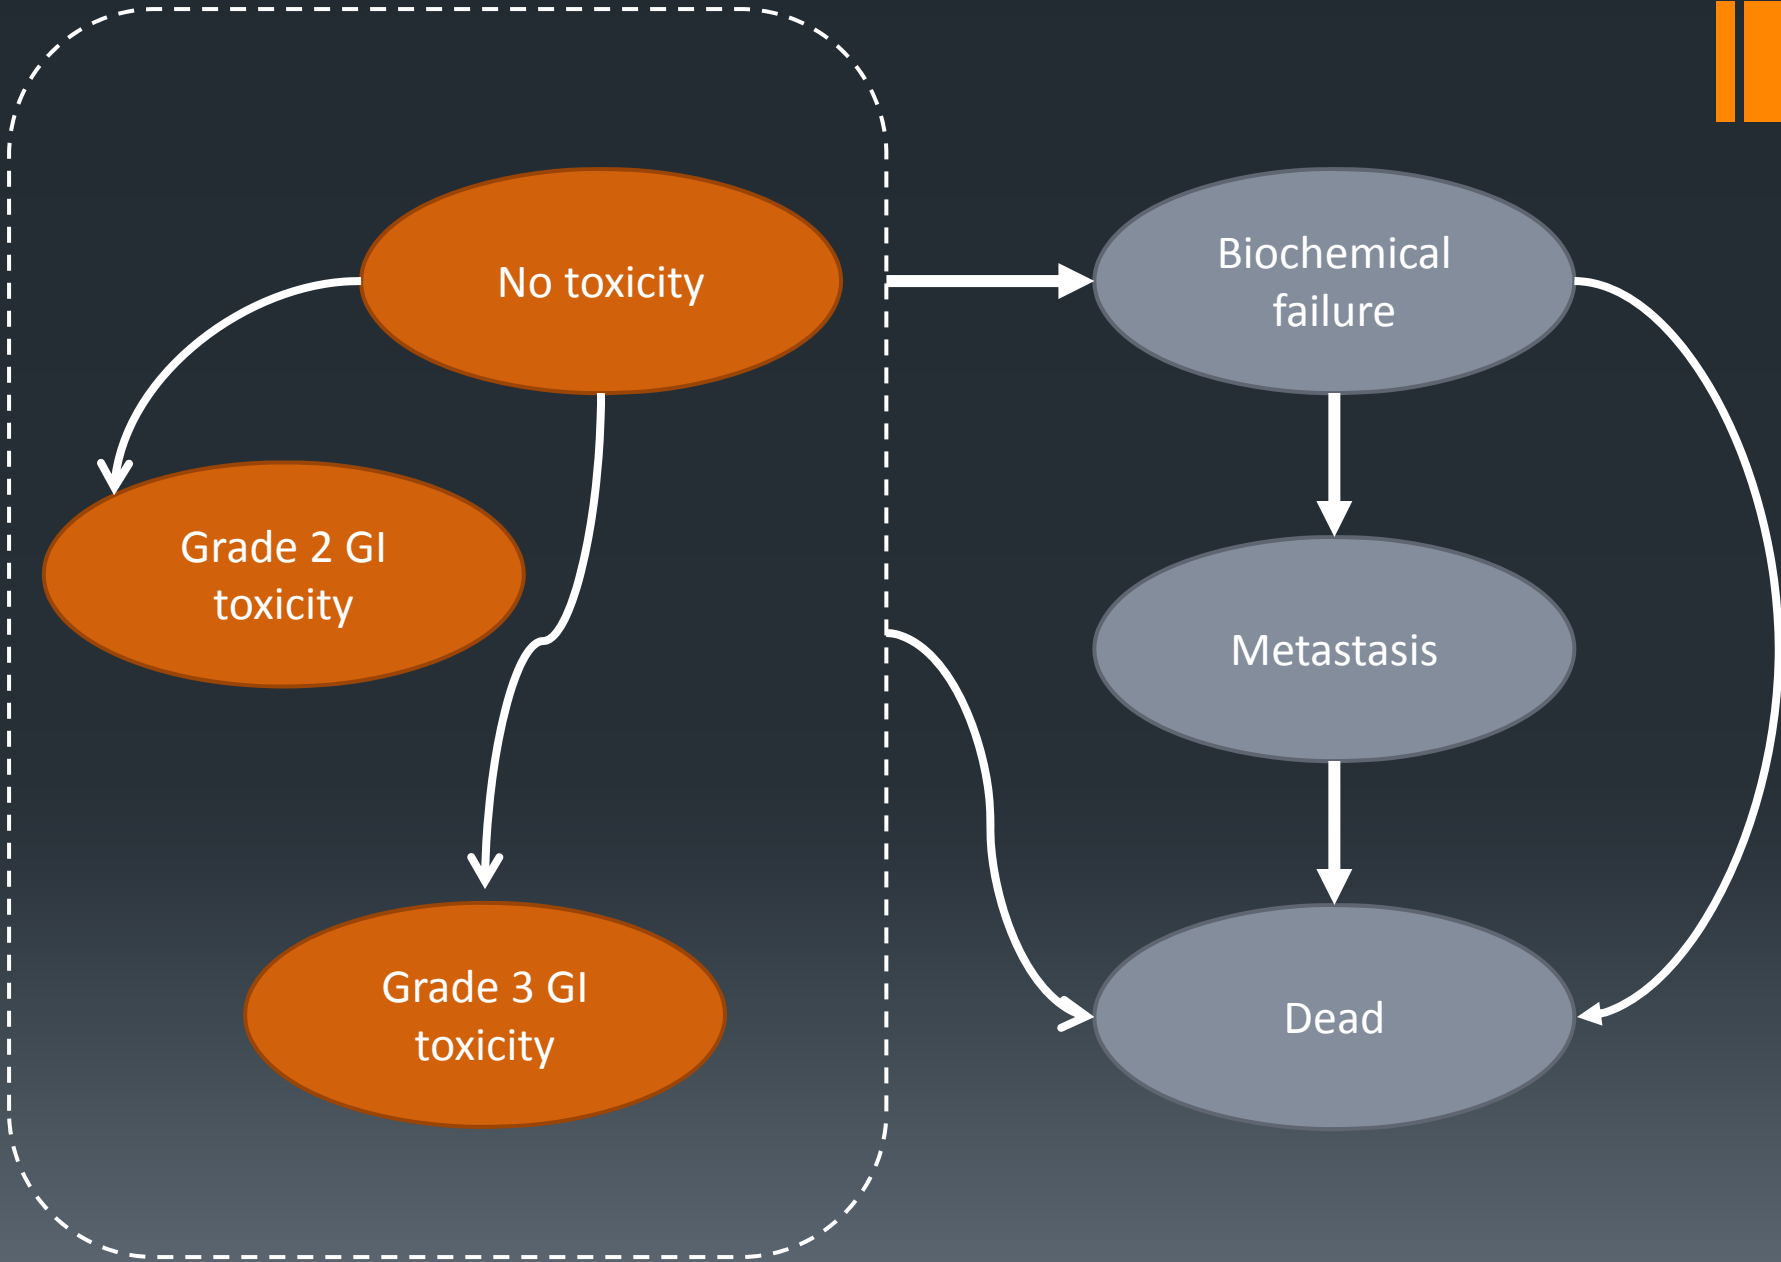 No toxicity
Grade 2 GI
toxicity
Grade 3 GI
toxicity
Biochemical
failure
Metastasis
Dead